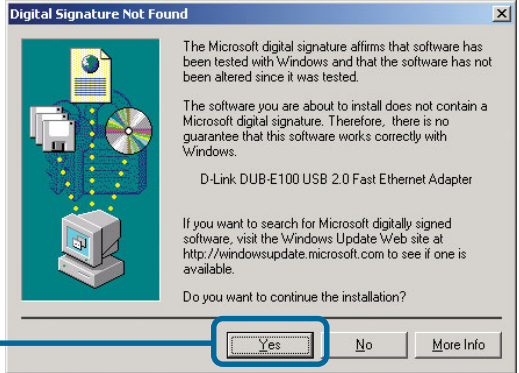 Digital Signature Not Found
The Microsoft digital signature affirms that software has
been tested with Windows and that the software has not
been altered since it was tested.
The software you are about to install does not contain a
Microsoft digital signature. Therefore, there is no
guarantee that this software works correctly with
Windows.
D-Link DUB-E100 USB 2.0 Fast Ethernet Adapter
If you want to search for Microsoft digitally signed
software, visit the Windows Update Web site at
http://windowsupdate.microsoft.com to see if one is
available.
Do you want to continue the installation?
Yes No More Info